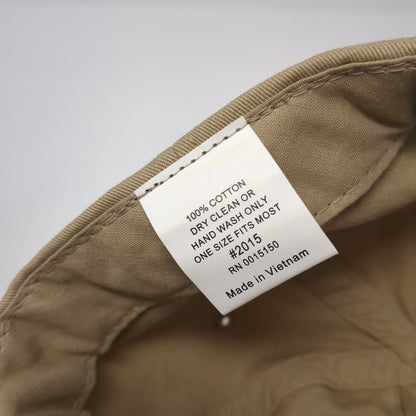 100% COTTON
DRY CLEAN OR
HAND WASH ONLY
ONE SIZE FITS MOST
#2015
RN 0015150
Made in Vietnam